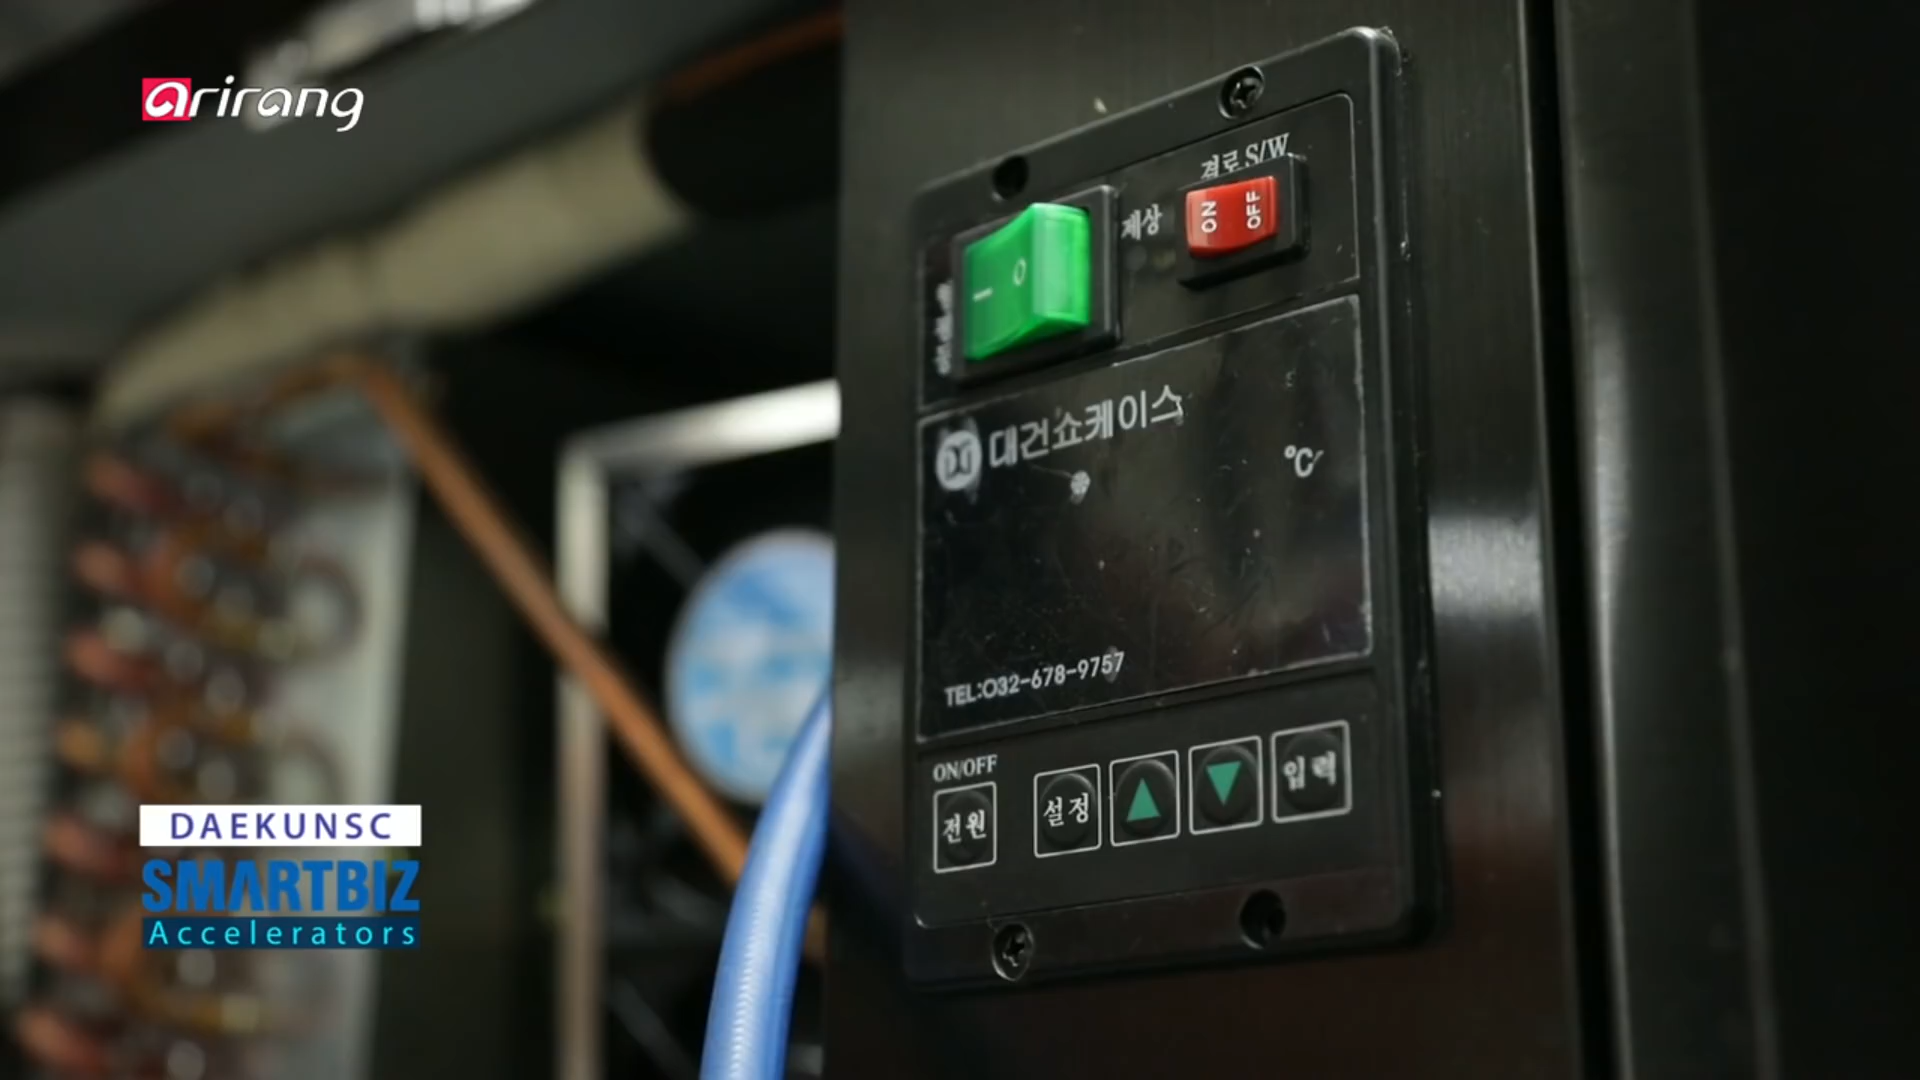 arirang
결로 S/W
제상
ON OFF
대건쇼케이스
℃
TEL:032-678-9757
ON/OFF
전원
설정
▲
▼
입력
DAEKUNSC
SMARTBIZ
Accelerators